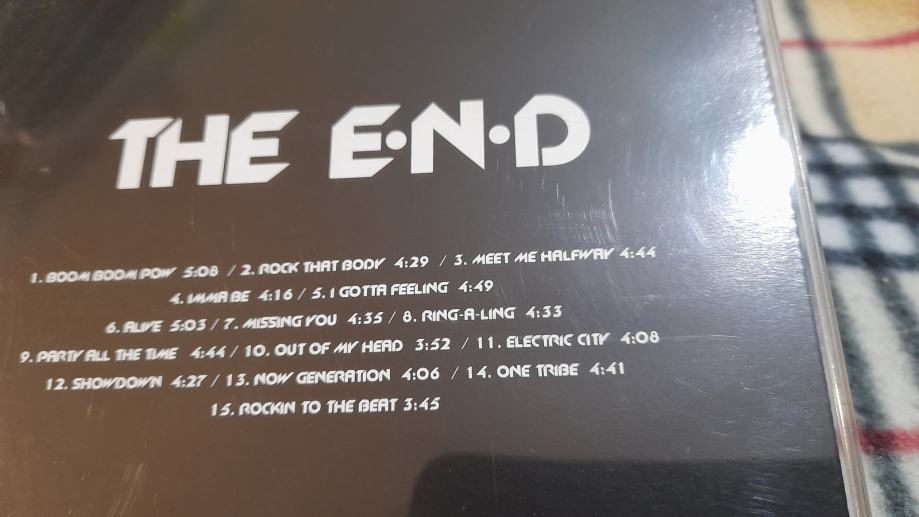 THE E•N•D
1. BOOM BOOM POW 5:08 / 2. ROCK THAT BODY 4:29 / 3. MEET ME HALFWAY 4:44
4. IMMA BE 4:16 / 5. I GOTTA FEELING 4:49
6. ALIVE 5:03 / 7. MISSING YOU 4:35 / 8. RING-A-LING 4:33
9. PARTY ALL THE TIME 4:44 / 10. OUT OF MY HEAD 3:52 / 11. ELECTRIC CITY 4:08
12. SHOWDOWN 4:27 / 13. NOW GENERATION 4:06 / 14. ONE TRIBE 4:41
15. ROCKIN TO THE BEAT 3:45